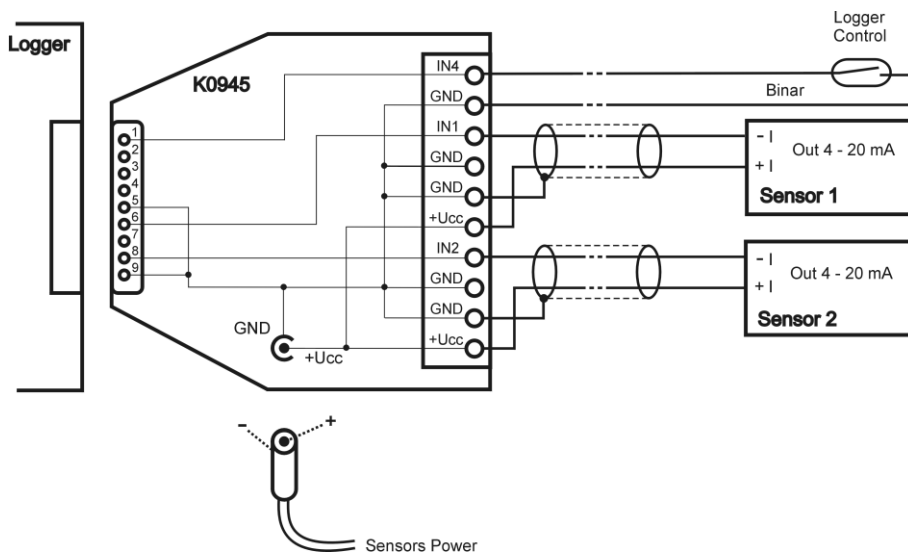 Logger
Control
Logger
K0945
IN4
GND
Binar
1
2
3
4
5
6
7
8
9
IN1
GND
GND
+Ucc
IN2
GND
GND
+Ucc
- I
Out 4 - 20 mA
+ I
Sensor 1
- I
Out 4 - 20 mA
+ I
Sensor 2
GND
+Ucc
- +
Sensors Power